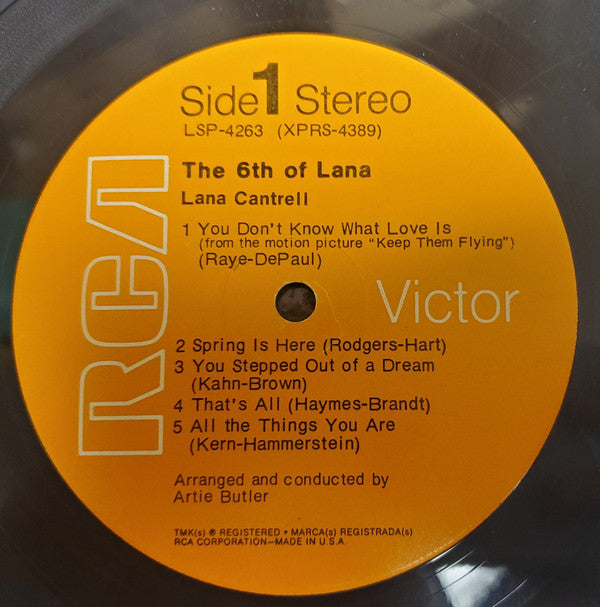 Side 1 Stereo
LSP-4263 (XPRS-4389)
The 6th of Lana
Lana Cantrell
1 You Don't Know What Love Is
(from the motion picture "Keep Them Flying")
(Raye-DePaul)
RCA
Victor
2 Spring Is Here (Rodgers-Hart)
3 You Stepped Out of a Dream
(Kahn-Brown)
4 That's All (Haymes-Brandt)
5 All the Things You Are
(Kern-Hammerstein)
Arranged and conducted by
Artie Butler
TMK(s) ® REGISTERED • MARCA(s) REGISTRADA(s)
RCA CORPORATION—MADE IN U.S.A.